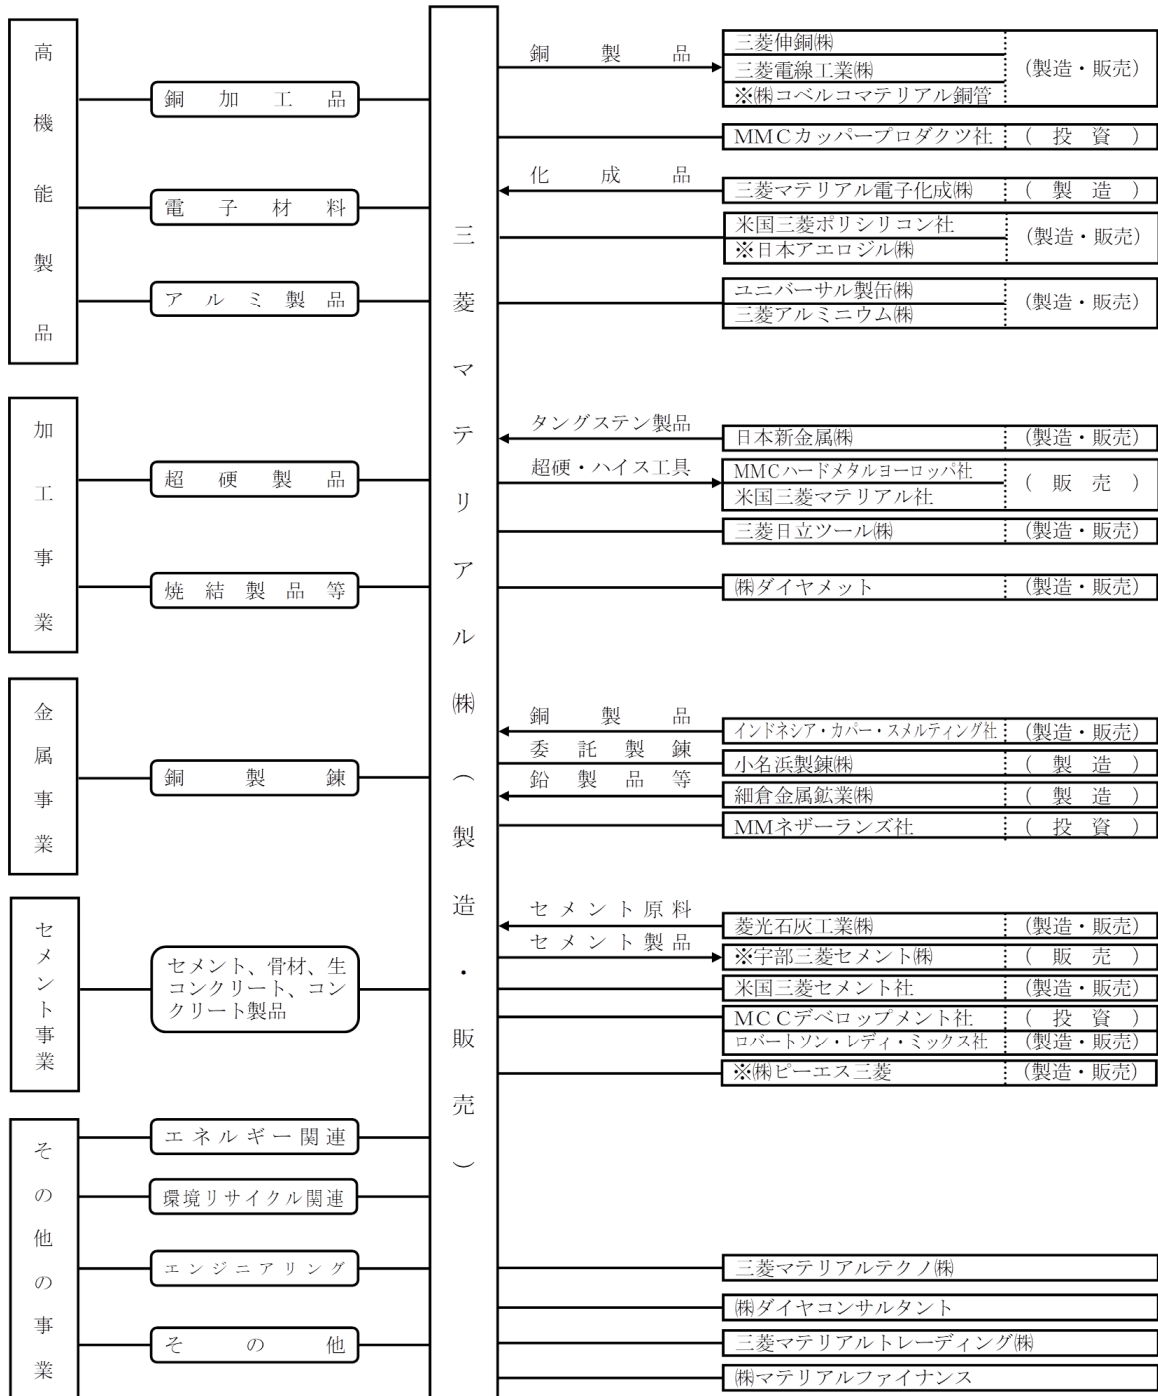 高機能製品
銅加工品
電子材料
アルミ製品
加工事業
超硬製品
焼結製品等
金属事業
銅製錬
セメント事業
セメント、骨材、生
コンクリート、コン
クリート製品
その他の事業
エネルギー関連
環境リサイクル関連
エンジニアリング
その他
三菱マテリアル㈱（製造・販売）
銅製品
三菱伸銅㈱
三菱電線工業㈱
※㈱コベルコマテリアル銅管
(製造・販売)
MMCカッパープロダクツ社 (投資)
化成品
三菱マテリアル電子化成㈱ (製造)
米国三菱ポリシリコン社
※日本アエロジル㈱
(製造・販売)
ユニバーサル製缶㈱
三菱アルミニウム㈱
(製造・販売)
タングステン製品
日本新金属㈱ (製造・販売)
超硬・ハイス工具
MMCハードメタルヨーロッパ社
米国三菱マテリアル社
(販売)
三菱日立ツール㈱ (製造・販売)
㈱ダイヤメット (製造・販売)
銅製品
インドネシア・カパー・スメルティング社 (製造・販売)
委託製錬
小名浜製錬㈱ (製造)
鉛製品等
細倉金属鉱業㈱ (製造)
MMネザーランズ社 (投資)
セメント原料
菱光石灰工業㈱ (製造・販売)
セメント製品
※宇部三菱セメント㈱ (販売)
米国三菱セメント社 (製造・販売)
MCCデベロップメント社 (投資)
ロバートソン・レディ・ミックス社 (製造・販売)
※㈱ピーエス三菱 (製造・販売)
三菱マテリアルテクノ㈱
㈱ダイヤコンサルタント
三菱マテリアルトレーディング㈱
㈱マテリアルファイナンス